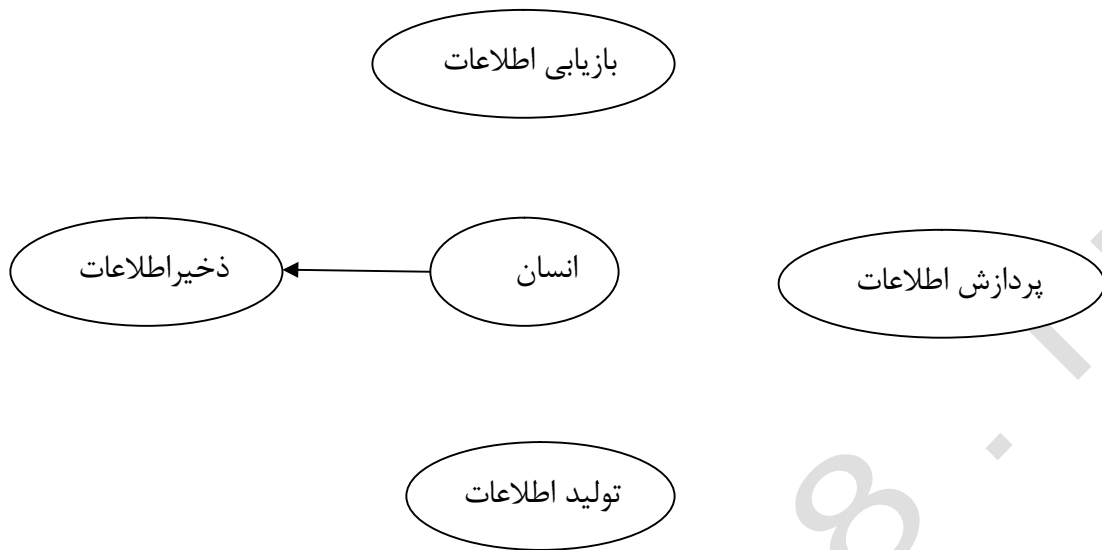 بازیابی اطلاعات
پردازش اطلاعات
انسان
ذخیراطلاعات
تولید اطلاعات